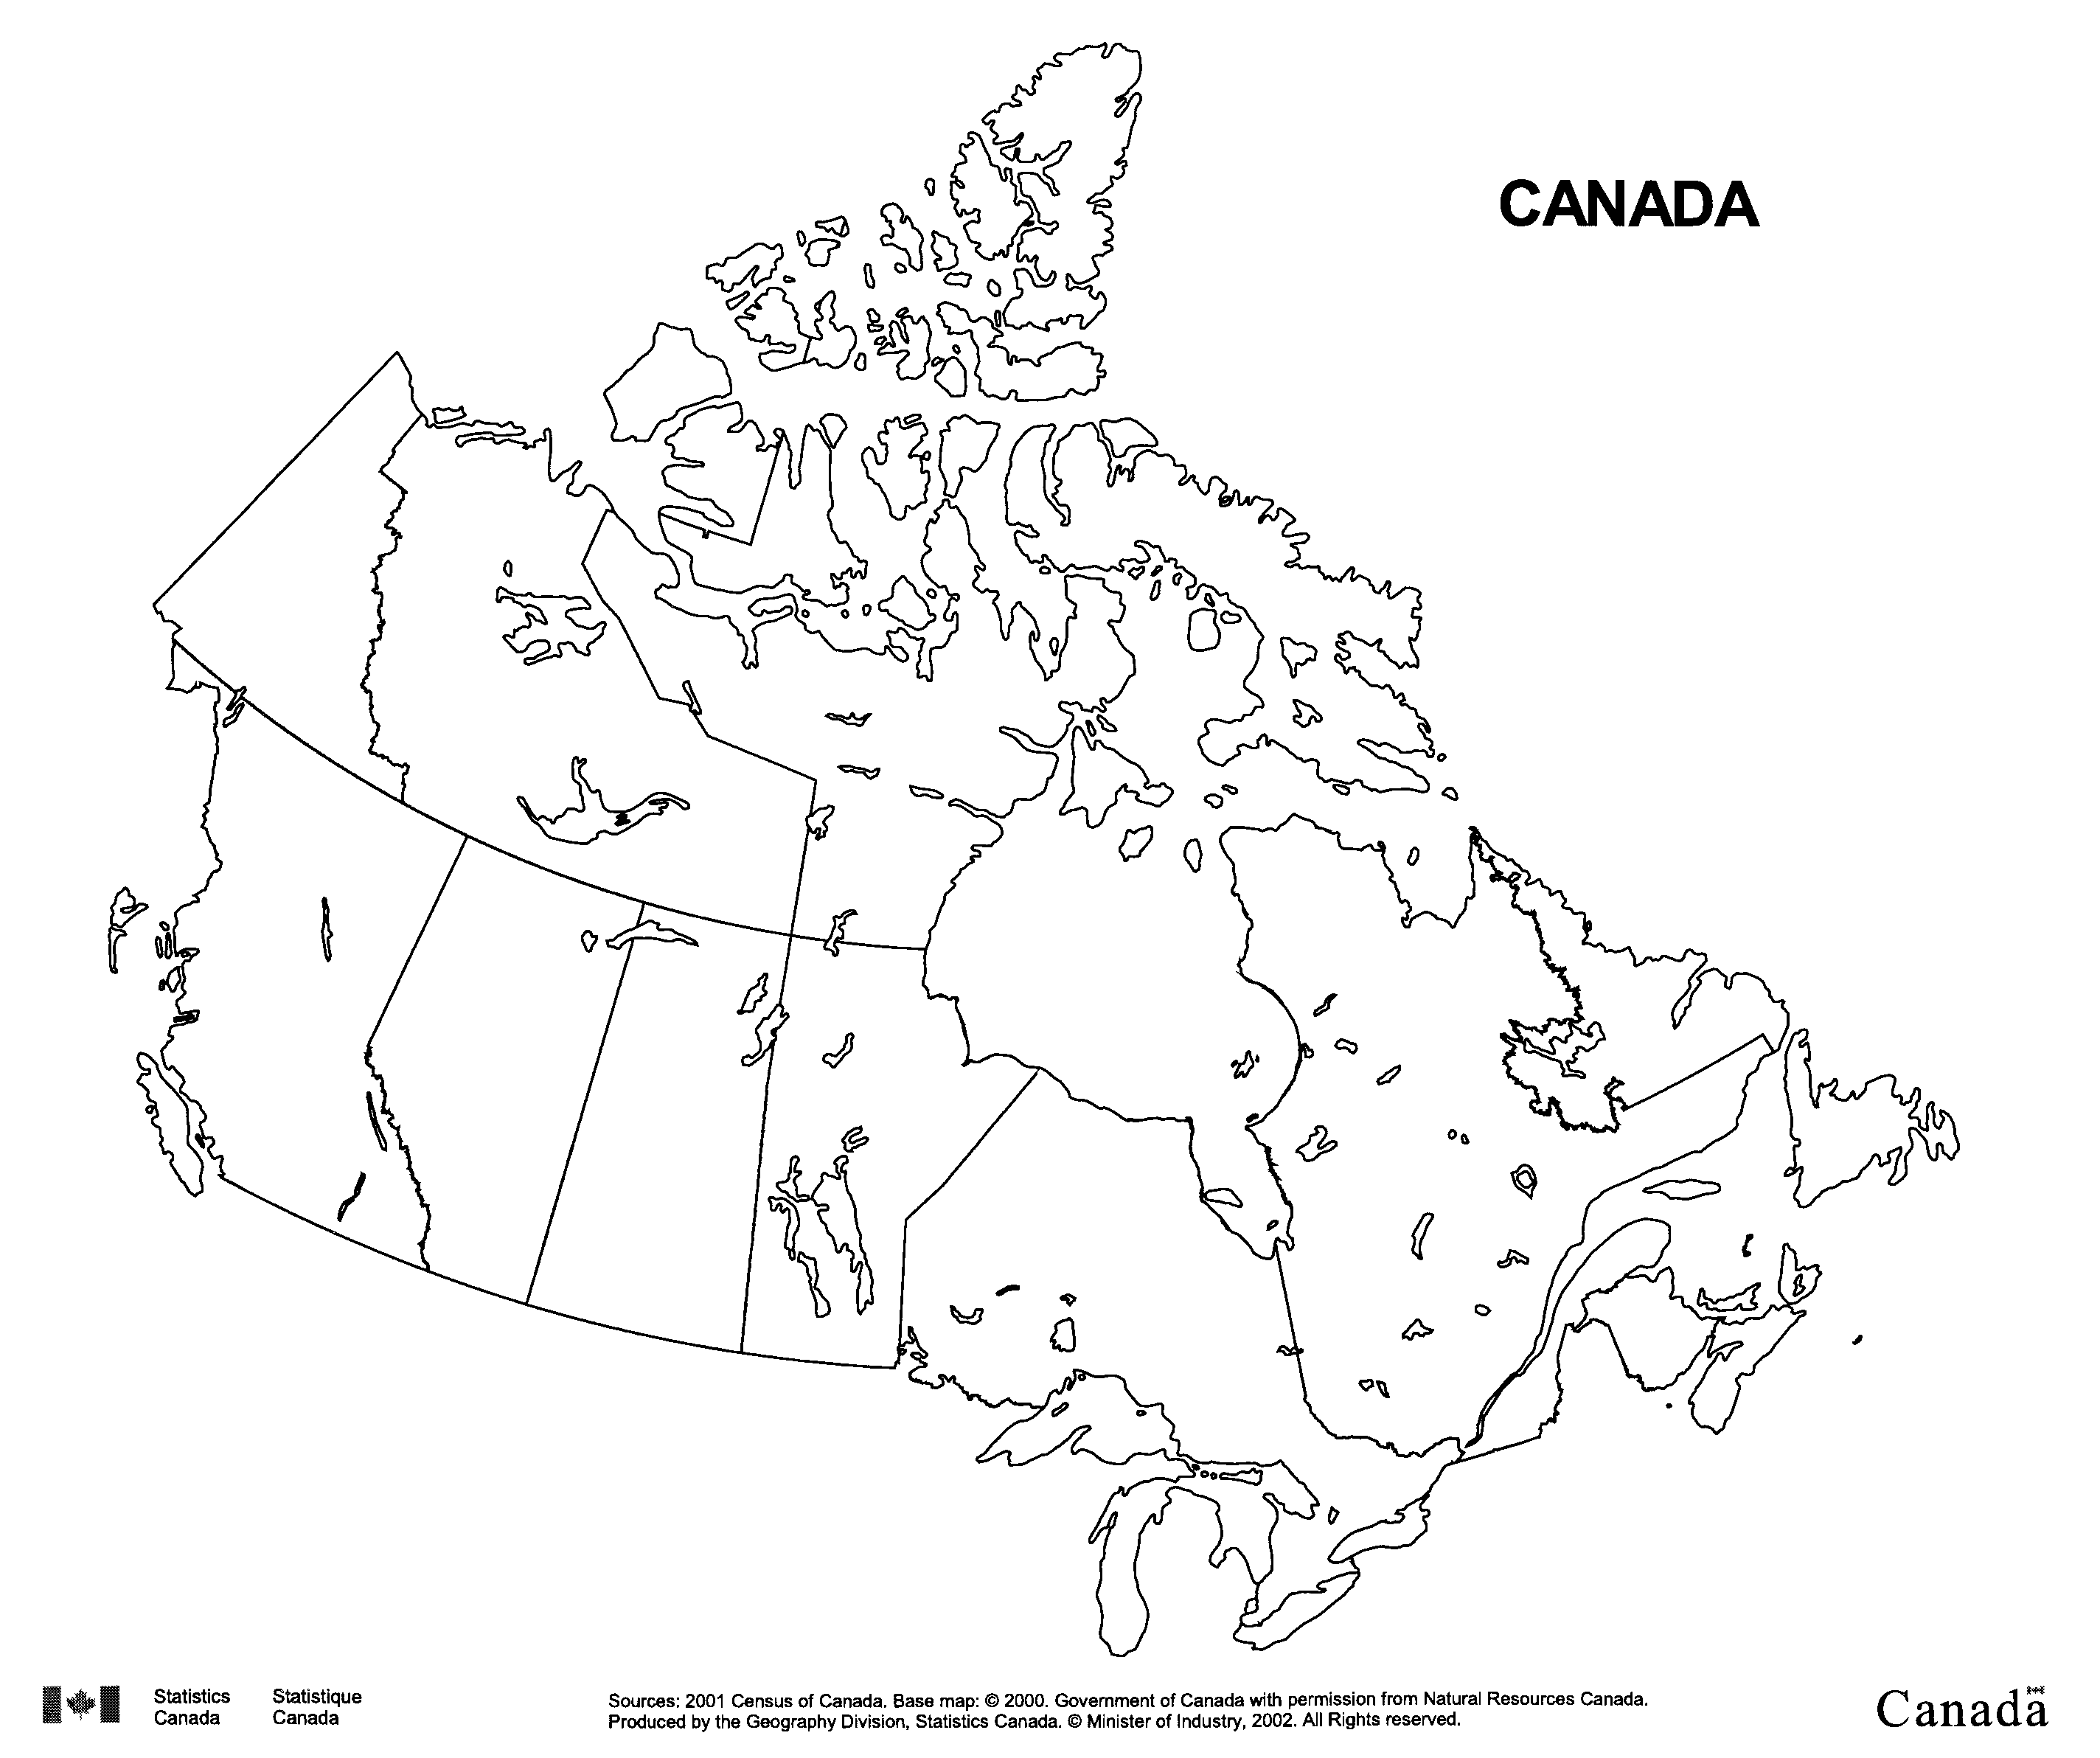 CANADA
Statistics Canada
Statistique Canada
Sources: 2001 Census of Canada. Base map: © 2000. Government of Canada with permission from Natural Resources Canada.
Produced by the Geography Division, Statistics Canada. © Minister of Industry, 2002. All Rights reserved.
Canada